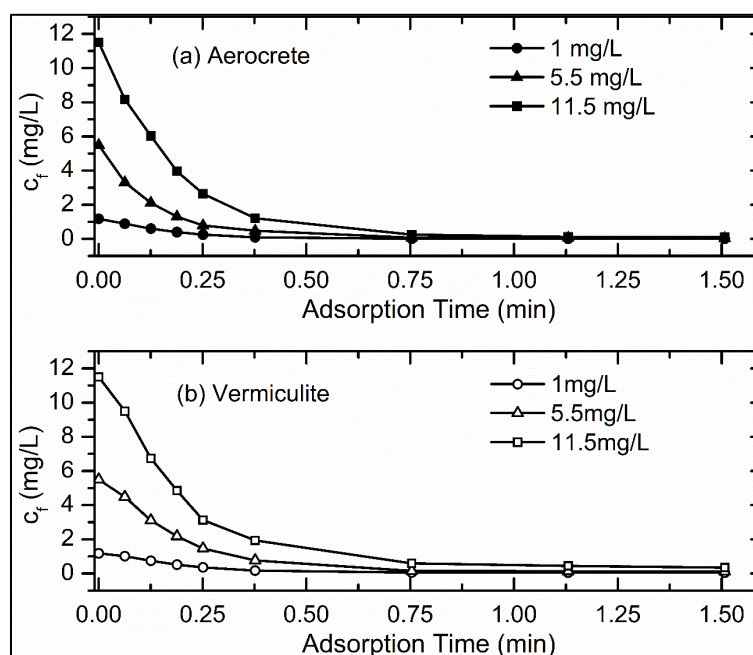 12
10
8
6
4
2
0
c_f (mg/L)
(a) Aerocrete
1 mg/L
5.5 mg/L
11.5 mg/L
0.00 0.25 0.50 0.75 1.00 1.25 1.50
Adsorption Time (min)
12
10
8
6
4
2
0
c_f (mg/L)
(b) Vermiculite
1mg/L
5.5mg/L
11.5mg/L
0.00 0.25 0.50 0.75 1.00 1.25 1.50
Adsorption Time (min)